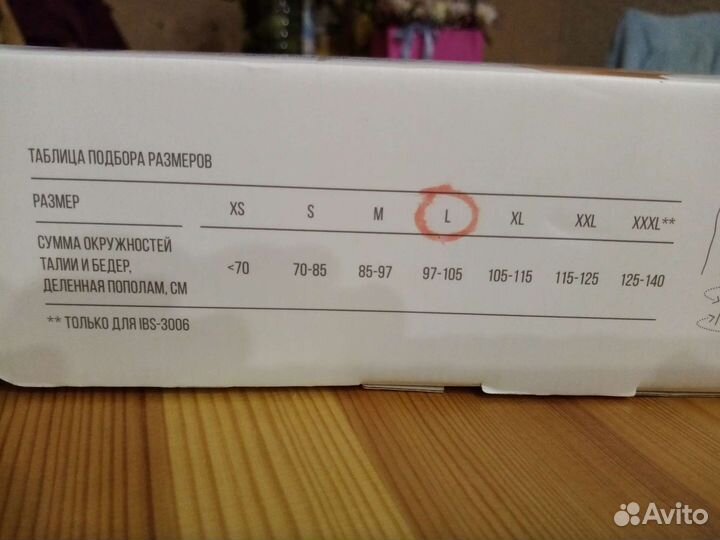 ТАБЛИЦА ПОДБОРА РАЗМЕРОВ
РАЗМЕР XS S M L XL XXL XXXL**
СУММА ОКРУЖНОСТЕЙ
ТАЛИИ И БЕДЕР, <70 70-85 85-97 97-105 105-115 115-125 125-140
ДЕЛЕННАЯ ПОПОЛАМ, СМ
** ТОЛЬКО ДЛЯ IBS-3006
Avito